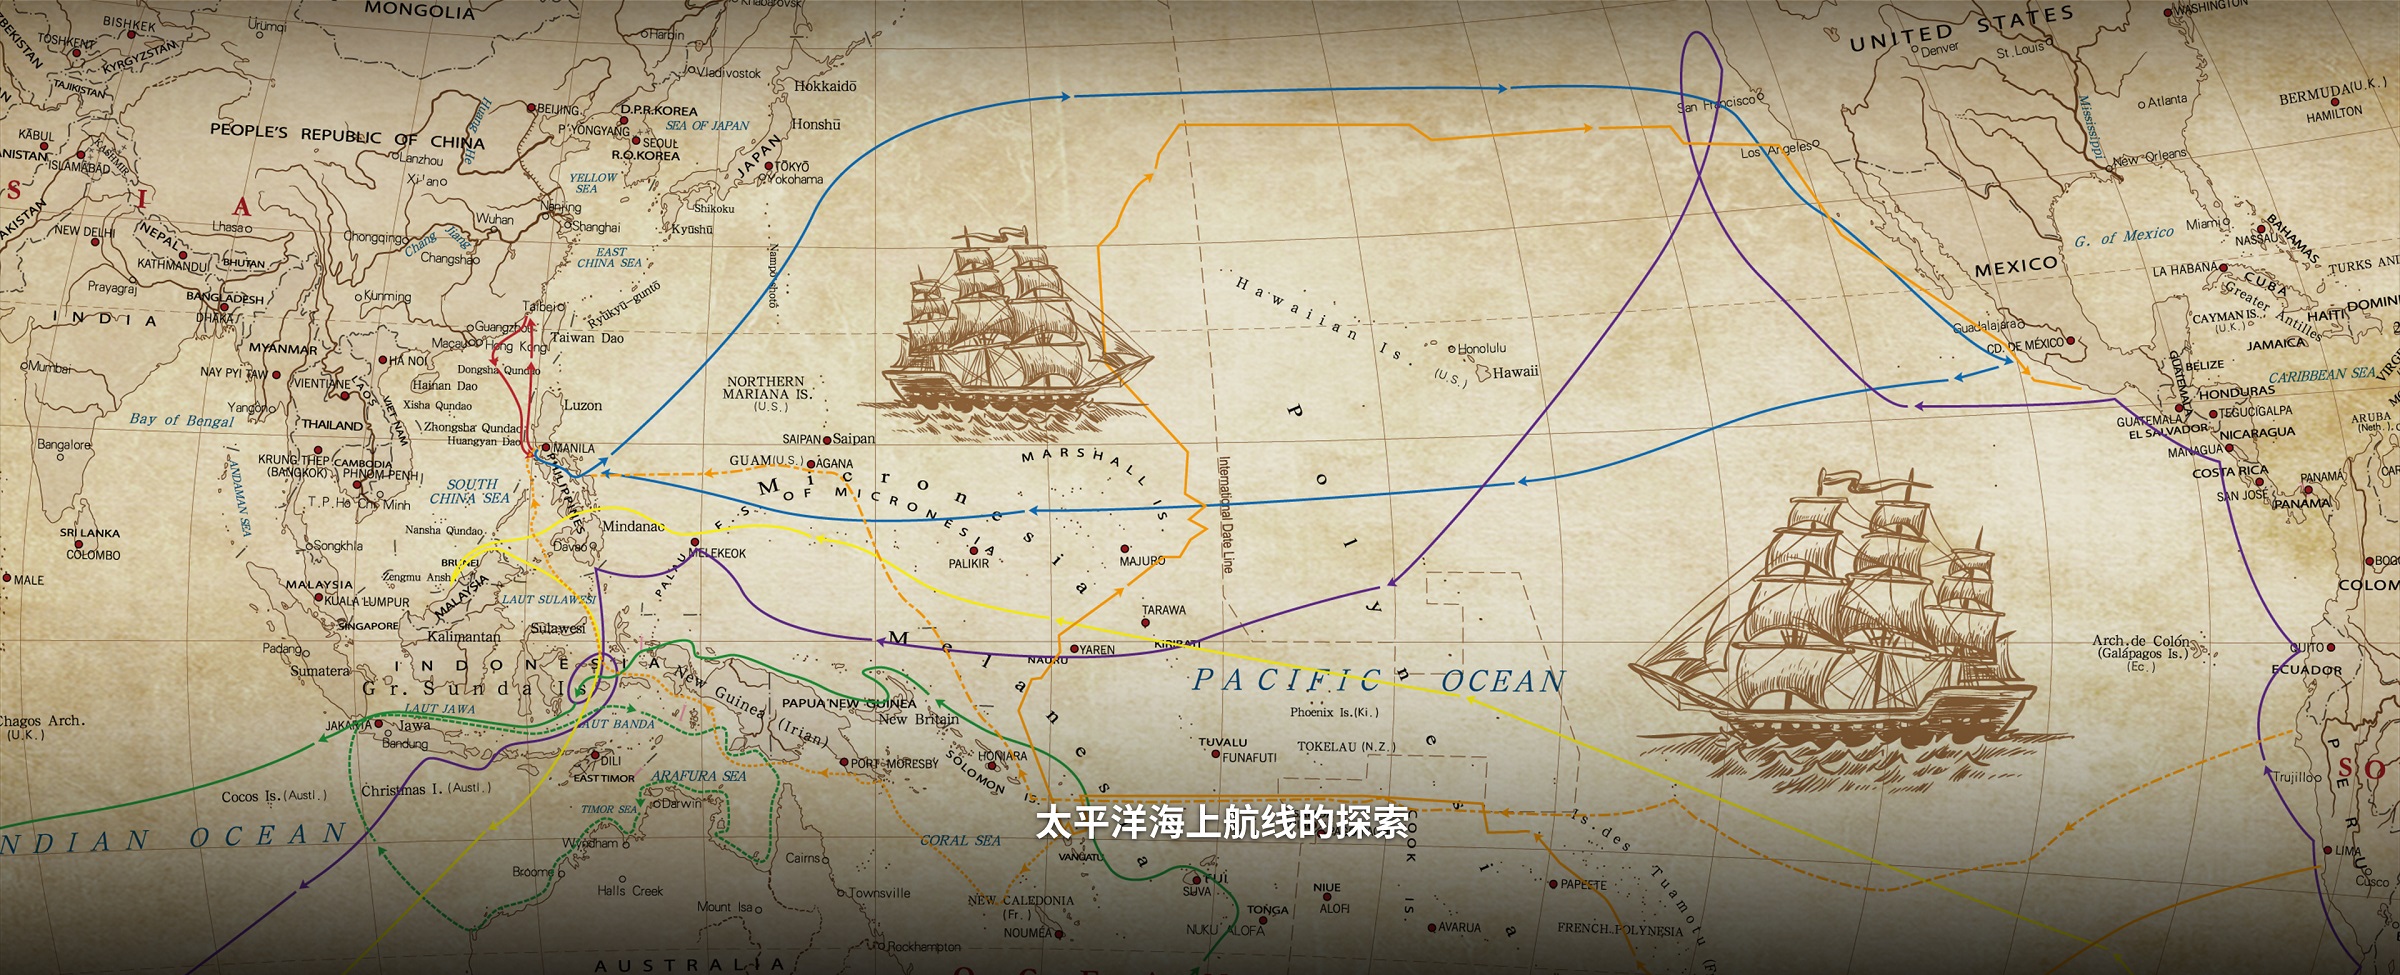 MONGOLIA
UNITED STATES
WASHINGTON
BISHKEK
Urumqi
Harbin
TOSHKENT
KYRGYZSTAN
Vladivostok
Denver
St. Louis
TAJIKISTAN
Hokkaidō
BERMUDA(U.K.)
HAMILTON
BEIJING
D.P.R.KOREA
P'YONGYANG
SEA OF JAPAN
Honshū
San Francisco
Atlanta
Mississippi
Huang He
KĀBUL
PEOPLE'S REPUBLIC OF CHINA
SEOUL
R.O.KOREA
JAPAN
TŌKYŌ
Yokohama
Los Angeles
New Orleans
KASHMIR
ISLĀMĀBĀD
Lanzhou
Xi'an
YELLOW
SEA
S I A
Nanjing
Shikoku
Kyūshū
Wuhan
Shanghai
NEW DELHI
NEPAL
Lhasa
Chongqing
Chang Jiang
Changsha
EAST
CHINA SEA
Miami
NASSAU
BAHAMAS
G. of Mexico
KATHMANDU
BHUTAN
MEXICO
LA HABANA
CUBA
TURKS AND
Nampō-shotō
Prayagraj
BANGLADESH
DHAKA
Kunming
Taibei
Ryūkyū-guntō
Hawaiian Is.
(U.S.)
Greater Antilles
CAYMAN IS.
(U.K.)
HAITI
INDIA
Guangzhou
Macau
Hong Kong
Taiwan Dao
Guadalajara
CD. DE MÉXICO
JAMAICA
MYANMAR
HA NOI
Honolulu
Hawaii
Mumbai
NAY PYI TAW
VIENTIANE
LAOS
VIET NAM
Dongsha Qundao
Hainan Dao
NORTHERN
MARIANA IS.
(U.S.)
GUATEMALA
BELIZE
CARIBBEAN SEA
HONDURAS
TEGUCIGALPA
Yangon
Xisha Qundao
Luzon
Bay of Bengal
THAILAND
Zhongsha Qundao
Huangyan Dao
MANILA
SAIPAN
Saipan
GUATEMALA
EL SALVADOR
NICARAGUA
ARUBA
(Neth.)
Bangalore
KRUNG THEP
(BANGKOK)
CAMBODIA
PHNOM PENH
PHILIPPINES
GUAM(U.S.)
AGANA
MARSHALL IS.
International Date Line
MANAGUA
COSTA RICA
SAN JOSÉ
PANAMÁ
PANAMA
ANDAMAN SEA
SOUTH
CHINA SEA
T.P.Ho Chi Minh
Micronesia
F. S. OF MICRONESIA
Polynesia
SRI LANKA
COLOMBO
Nansha Qundao
Mindanao
Davao
MELEKEOK
PALAU
PALIKIR
MAJURO
Songkhla
BRUNEI
MALE
MALAYSIA
KUALA LUMPUR
Zengmu Ansha
MALAYSIA
LAUT SULAWESI
TARAWA
KIRIBATI
SINGAPORE
Kalimantan
Sulawesi
Melanesia
NAURU
YAREN
Arch.de Colón
(Galápagos Is.)
(Ec.)
QUITO
ECUADOR
Padang
Sumatera
INDONESIA
Gr. Sunda Is.
New Guinea
(Irian)
PAPUA NEW GUINEA
New Britain
PACIFIC OCEAN
Phoenix Is.(Ki.)
Chagos Arch.
(U.K.)
LAUT JAWA
JAKARTA
Jawa
Bandung
LAUT BANDA
HONIARA
SOLOMON IS.
TUVALU
FUNAFUTI
TOKELAU (N.Z.)
DILI
EAST TIMOR
ARAFURA SEA
PORT MORESBY
Trujillo
PERU
SO
Cocos Is.(Austl.)
Christmas I. (Austl.)
TIMOR SEA
Darwin
太平洋海上航线的探索
COOK IS.
Is.des Tuamotu
INDIAN OCEAN
Wyndham
CORAL SEA
VANUATU
LIMA
Broome
Halls Creek
Cairns
Townsville
FIJI
SUVA
NIUE
ALOFI
PAPEETE
Cusco
Mount Isa
NEW CALEDONIA
(Fr.)
NOUMÉA
TONGA
NUKU'ALOFA
AVARUA
FRENCH POLYNESIA
Rockhampton
AUSTRALIA